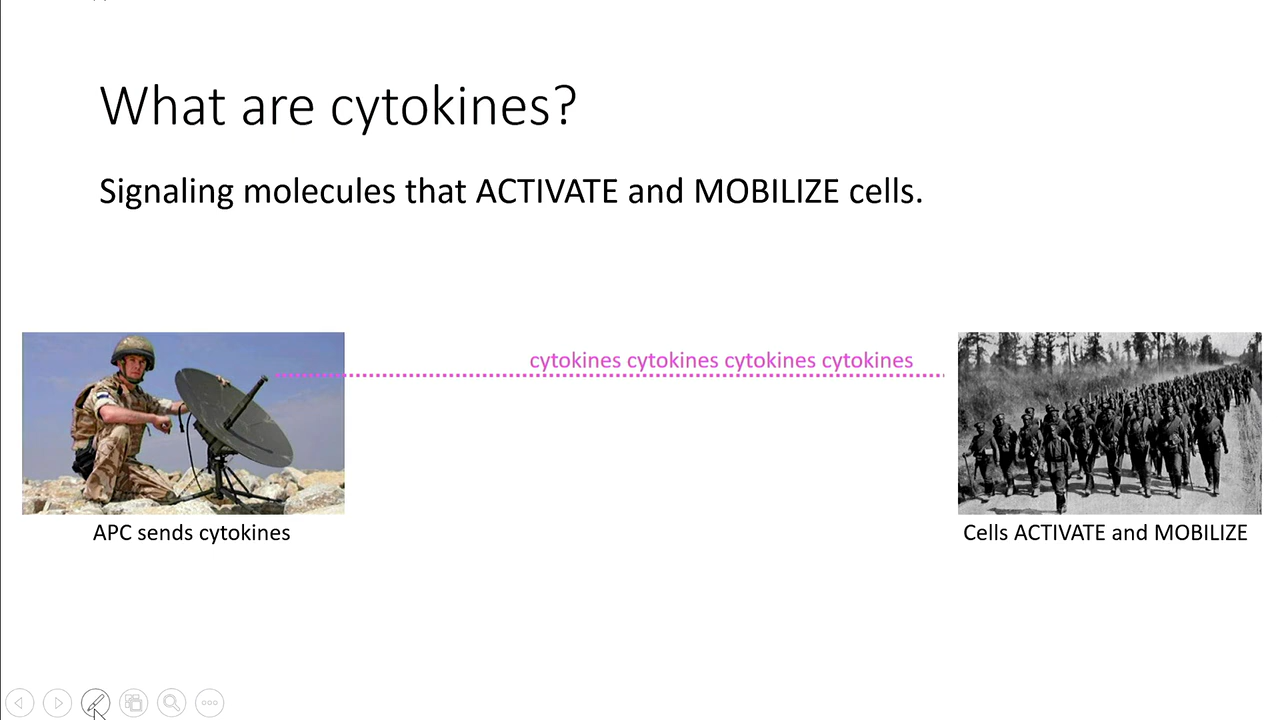 What are cytokines?
Signaling molecules that ACTIVATE and MOBILIZE cells.
cytokines cytokines cytokines cytokines
APC sends cytokines
Cells ACTIVATE and MOBILIZE